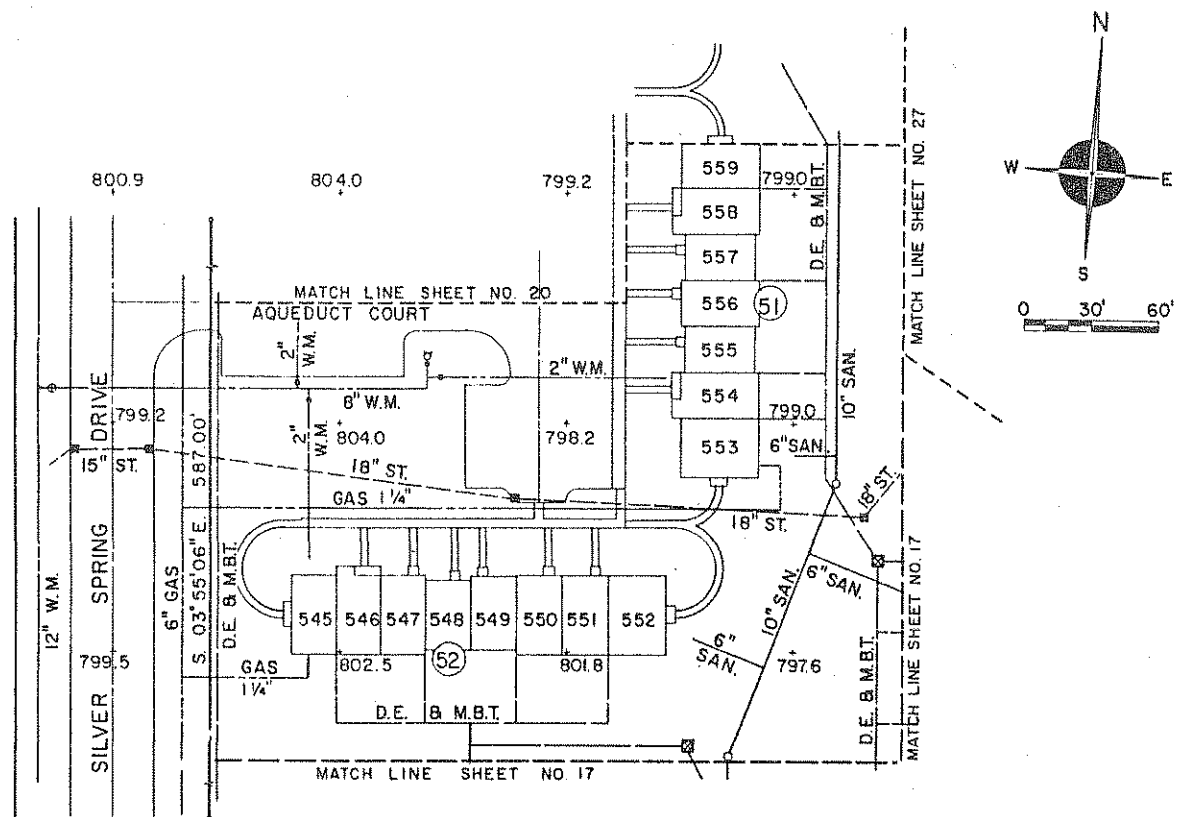 N
W
E
S
0 30' 60'
800.9
804.0
799.2
799.0
559
558
557
556
51
555
554
553
799.0
D.E. & M.B.T.
10" SAN.
MATCH LINE SHEET NO. 27
MATCH LINE SHEET NO. 20
AQUEDUCT COURT
2" W.M.
2" W.M.
8" W.M.
2" W.M.
799.2
804.0
798.2
6" SAN.
15" ST.
18" ST.
GAS 1 1/4"
18" ST.
18" ST.
SILVER SPRING DRIVE
12" W.M.
6" GAS
S. 03° 55' 06" E. 587.00'
D.E. & M.B.T.
545
546
547
548
549
550
551
552
52
802.5
801.8
799.5
797.6
GAS
1 1/4"
D.E. & M.B.T.
6" SAN.
10" SAN.
6" SAN.
D.E. & M.B.T.
MATCH LINE SHEET NO. 17
MATCH LINE SHEET NO. 17